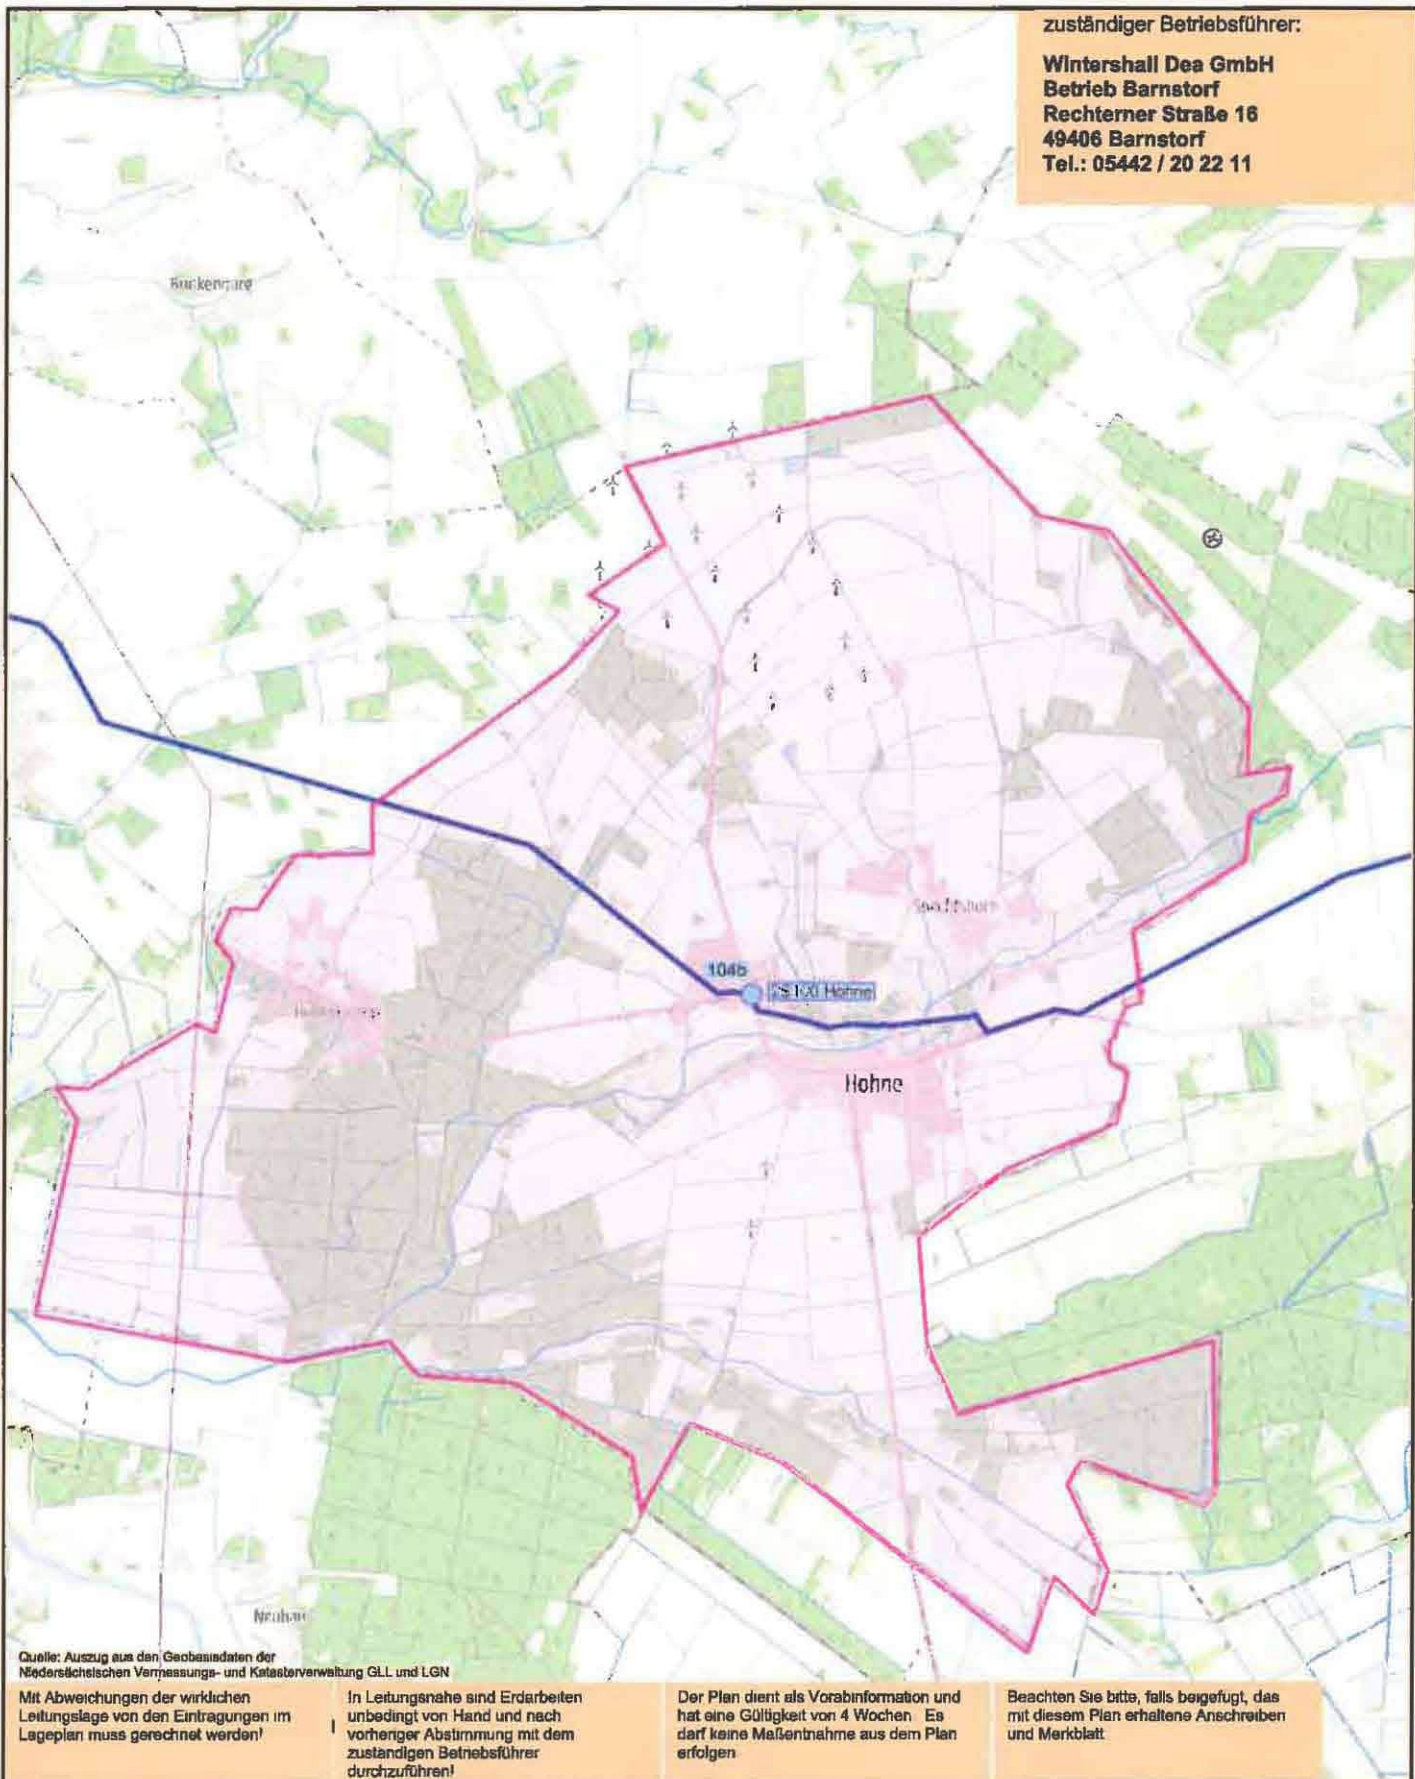 zuständiger Betriebsführer:
Wintershall Dea GmbH
Betrieb Barnstorf
Rechterner Straße 16
49406 Barnstorf
Tel.: 05442 / 20 22 11
1045
Hohne
Hohne
Quelle: Auszug aus den Geobasisdaten der
Niedersächsischen Vermessungs- und Katasterverwaltung GLL und LGN
Mit Abweichungen der wirklichen
Leitungslage von den Eintragungen im
Lageplan muss gerechnet werden!
In Leitungsnahe sind Erdarbeiten
unbedingt von Hand und nach
vorheriger Abstimmung mit dem
zuständigen Betriebsführer
durchzuführen!
Der Plan dient als Vorabinformation und
hat eine Gültigkeit von 4 Wochen Es
darf keine Maßentnahme aus dem Plan
erfolgen
Beachten Sie bitte, falls beigefugt, das
mit diesem Plan erhaltene Anschreiben
und Merkblatt